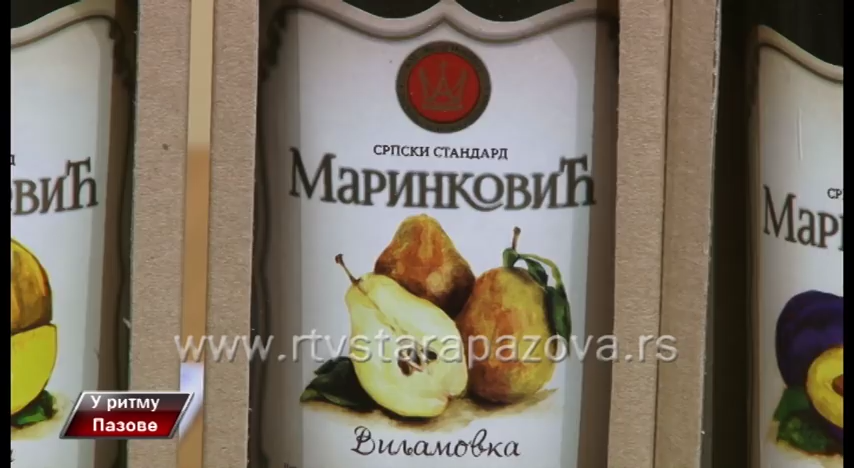 СРПСКИ СТАНДАРД
МАРИНКОВИЋ
Виљамовка
www.rtvstarapazova.rs
У ритму
Пазове